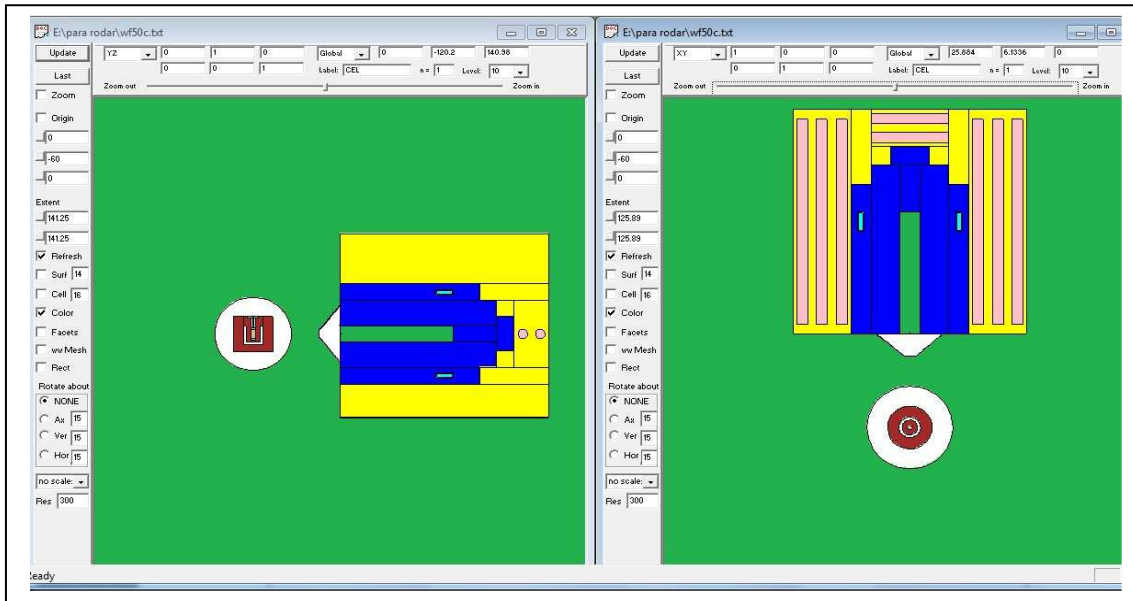 E:\para rodar\wf50c.txt
Update YZ 0 1 0 Global 0 -120.2 140.98
Last 0 0 1 Label: CEL n = 1 Level: 10
Zoom Zoom out Zoom in
Origin
0
-60
0
Extent
141.25
141.25
Refresh
Surf 14
Cell 16
Color
Facets
ww Mesh
Rect
Rotate about
NONE
Ax 15
Ver 15
Hor 15
no scale:
Res 300
E:\para rodar\wf50c.txt
Update XY 1 0 0 Global 25.884 6.1336 0
Last 0 1 0 Label: CEL n = 1 Level: 10
Zoom Zoom out Zoom in
Origin
0
-60
0
Extent
125.89
125.89
Refresh
Surf 14
Cell 16
Color
Facets
ww Mesh
Rect
Rotate about
NONE
Ax 15
Ver 15
Hor 15
no scale:
Res 300